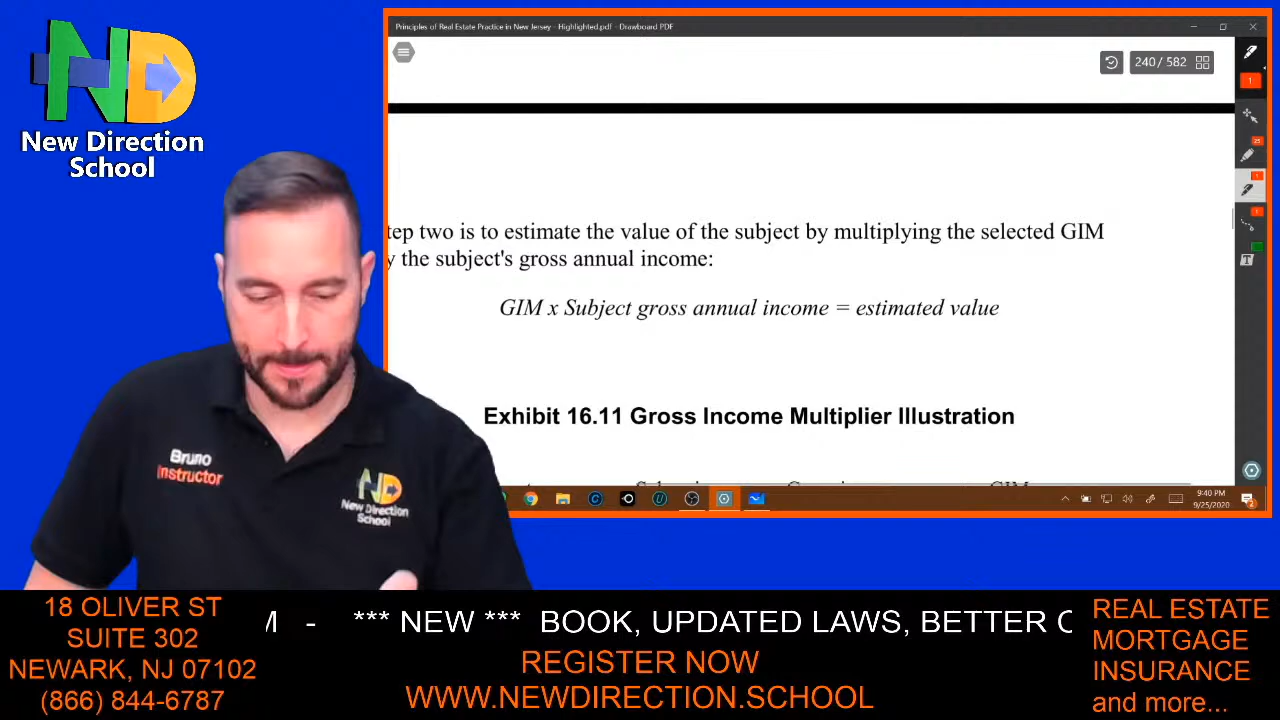 ND
New Direction
School
Principles of Real Estate Practice in New Jersey - Highlighted.pdf - Drawboard PDF
240 / 582
tep two is to estimate the value of the subject by multiplying the selected GIM
y the subject's gross annual income:
GIM x Subject gross annual income = estimated value
Exhibit 16.11 Gross Income Multiplier Illustration
9:40 PM
9/25/2020
Bruno
Instructor
ND
New Direction
School
18 OLIVER ST
SUITE 302
NEWARK, NJ 07102
(866) 844-6787
M - *** NEW *** BOOK, UPDATED LAWS, BETTER
REGISTER NOW
WWW.NEWDIRECTION.SCHOOL
REAL ESTATE
MORTGAGE
INSURANCE
and more...